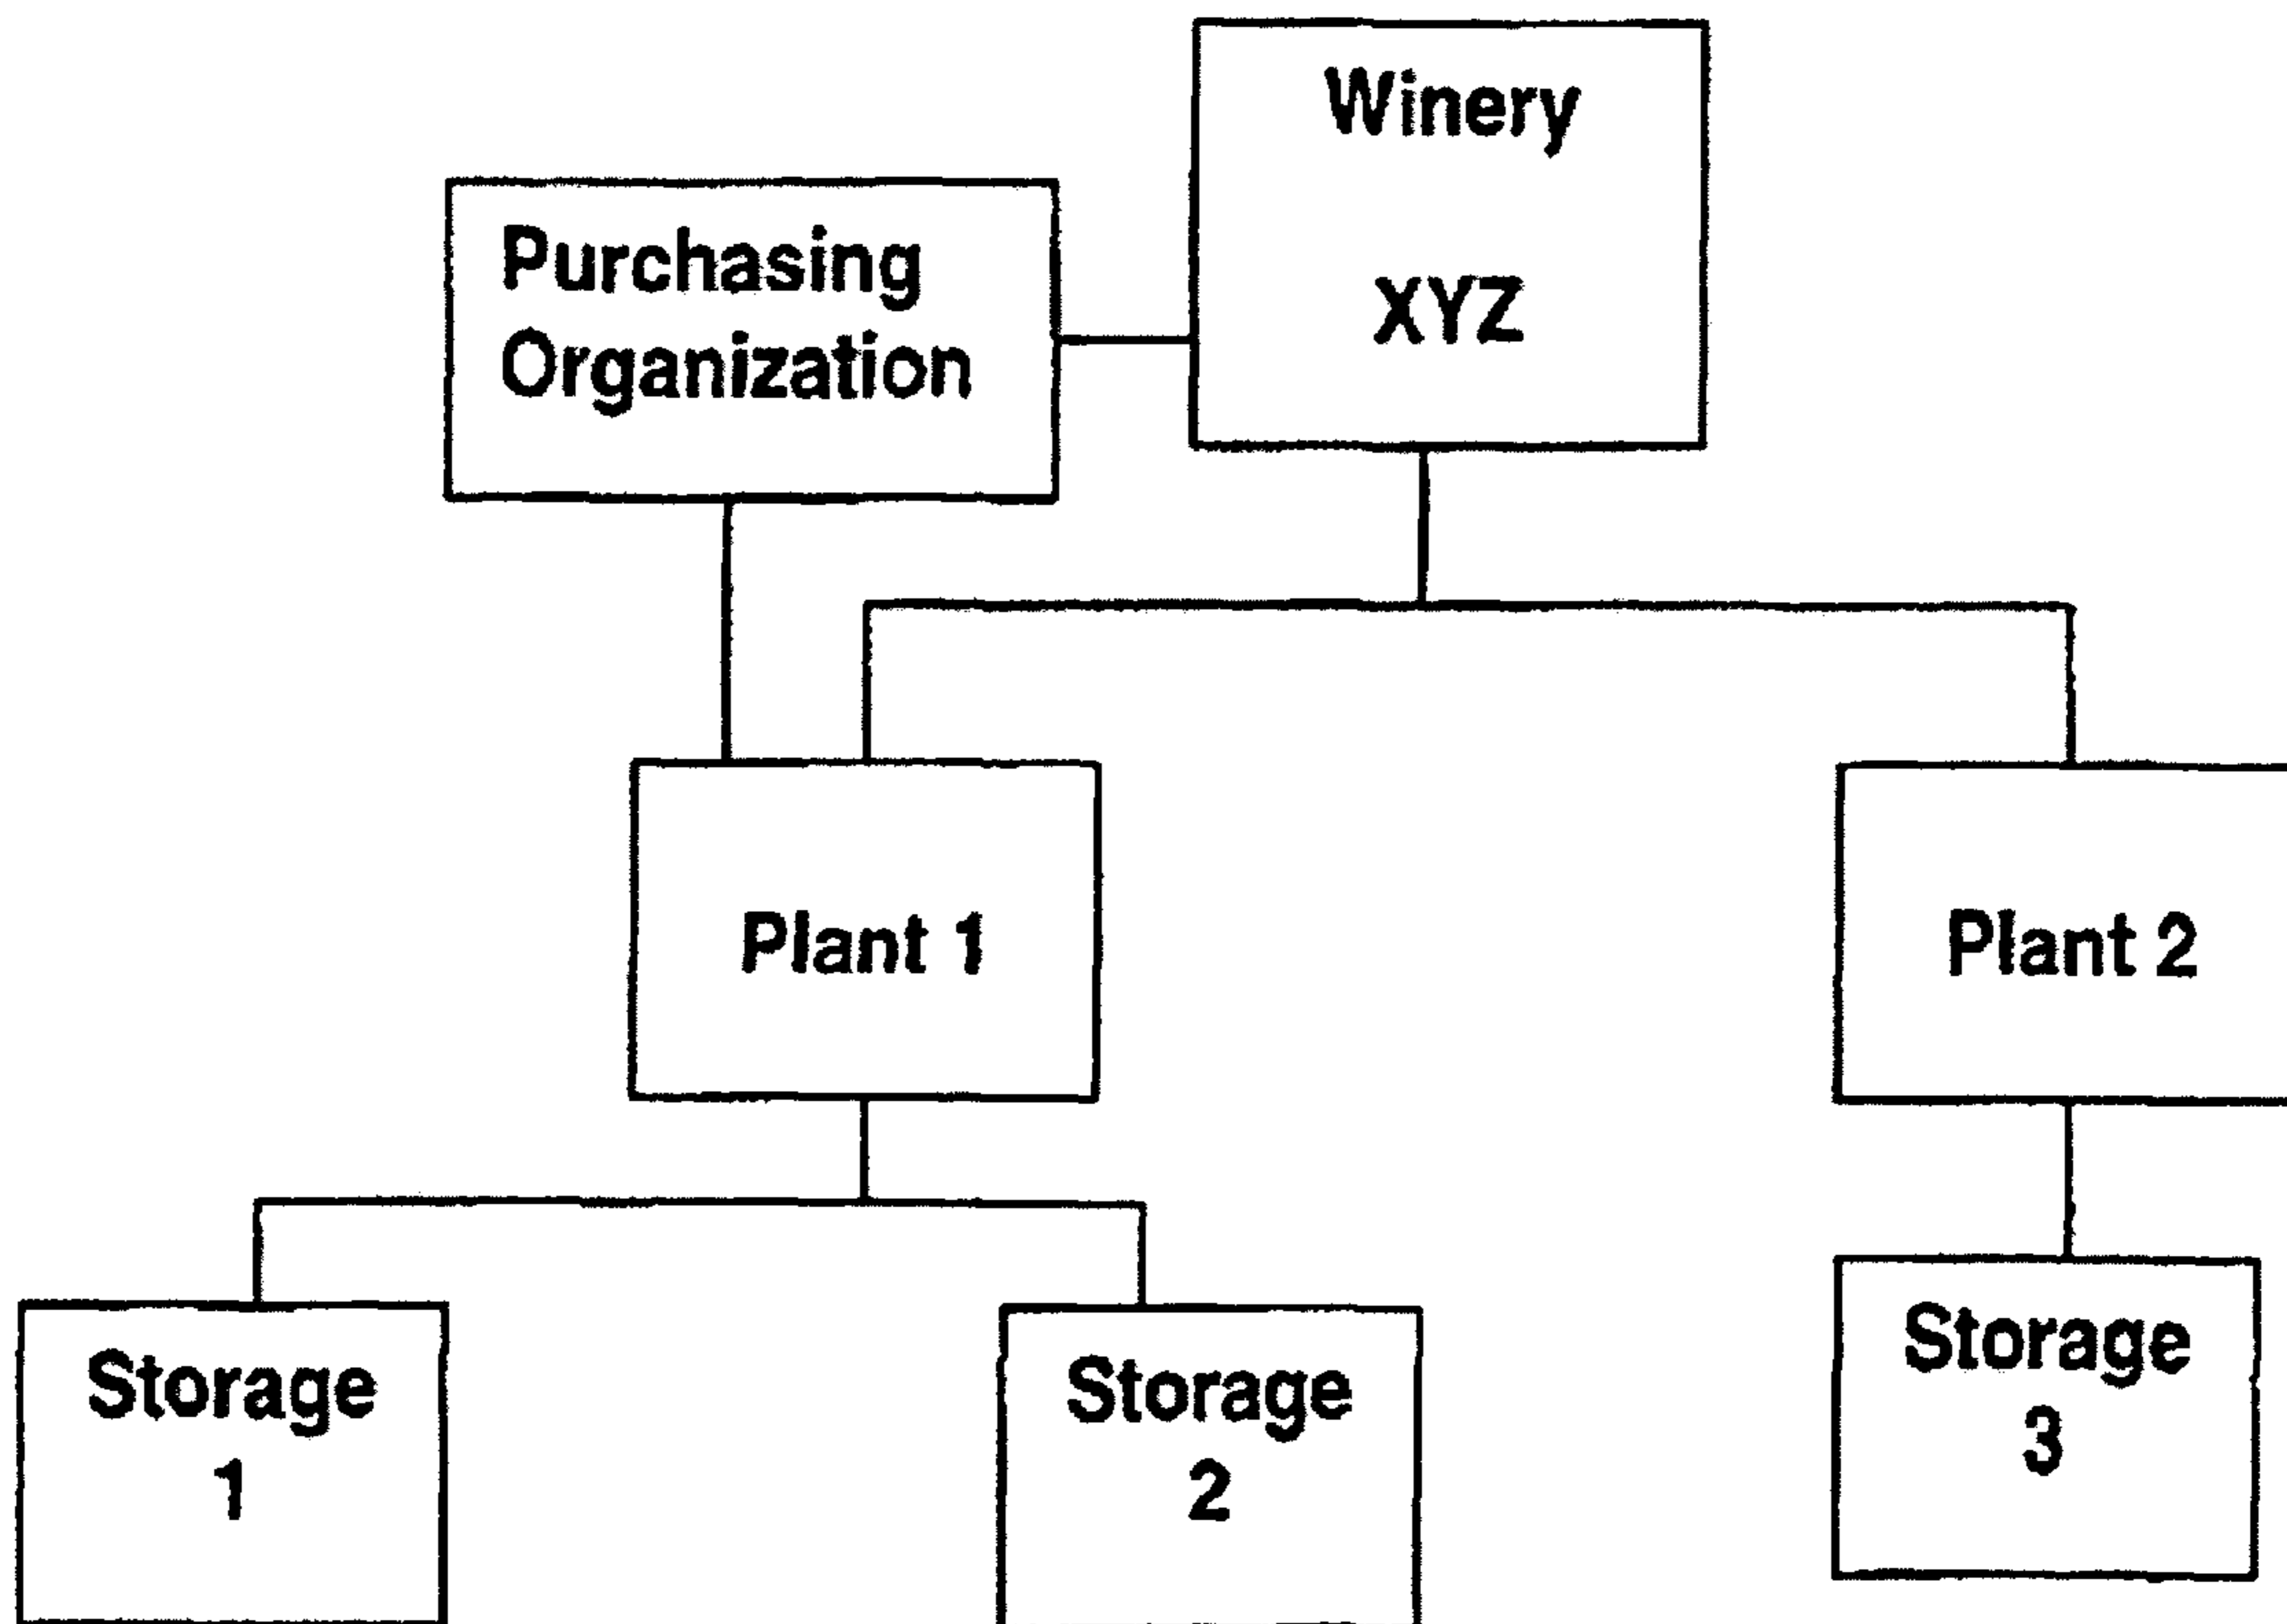 Winery
XYZ
Purchasing
Organization
Plant 1
Plant 2
Storage
1
Storage
2
Storage
3